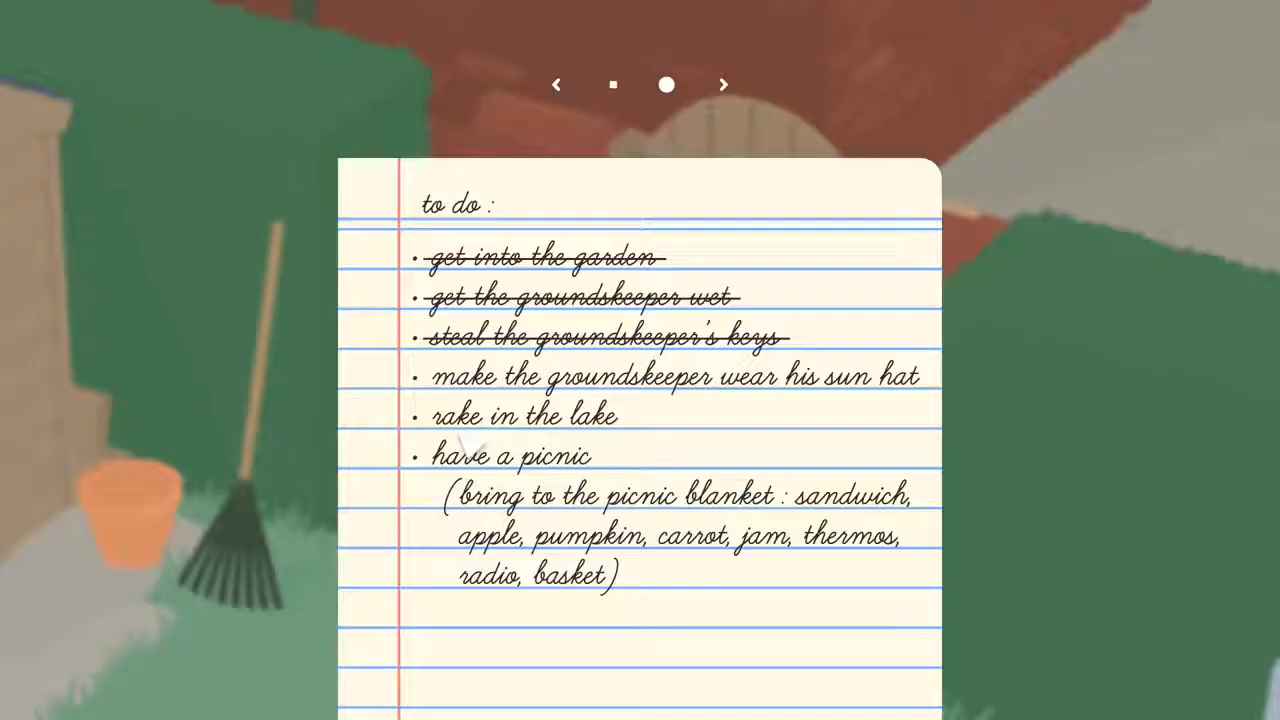 to do :
• get into the garden
• get the groundskeeper wet
• steal the groundskeeper's keys
• make the groundskeeper wear his sun hat
• rake in the lake
• have a picnic
(bring to the picnic blanket : sandwich,
apple, pumpkin, carrot, jam, thermos,
radio, basket)